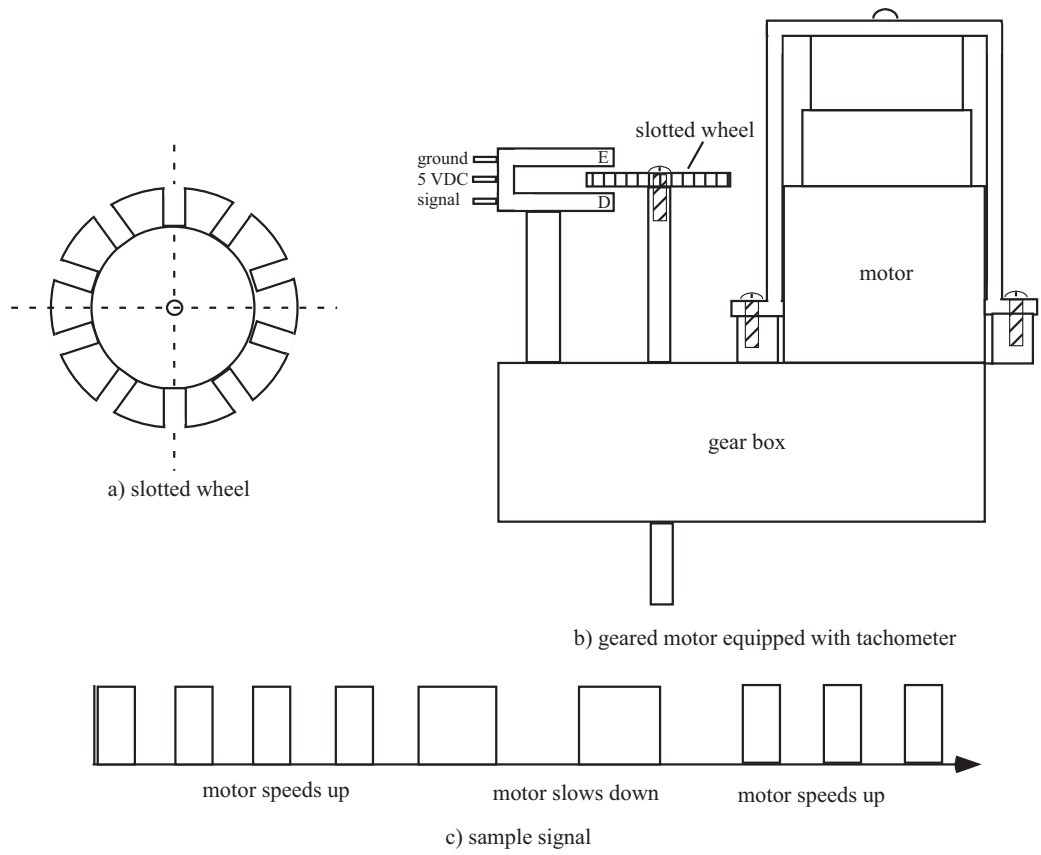 slotted wheel
ground
E
5 VDC
signal
D
motor
gear box
a) slotted wheel
b) geared motor equipped with tachometer
motor speeds up
motor slows down
motor speeds up
c) sample signal